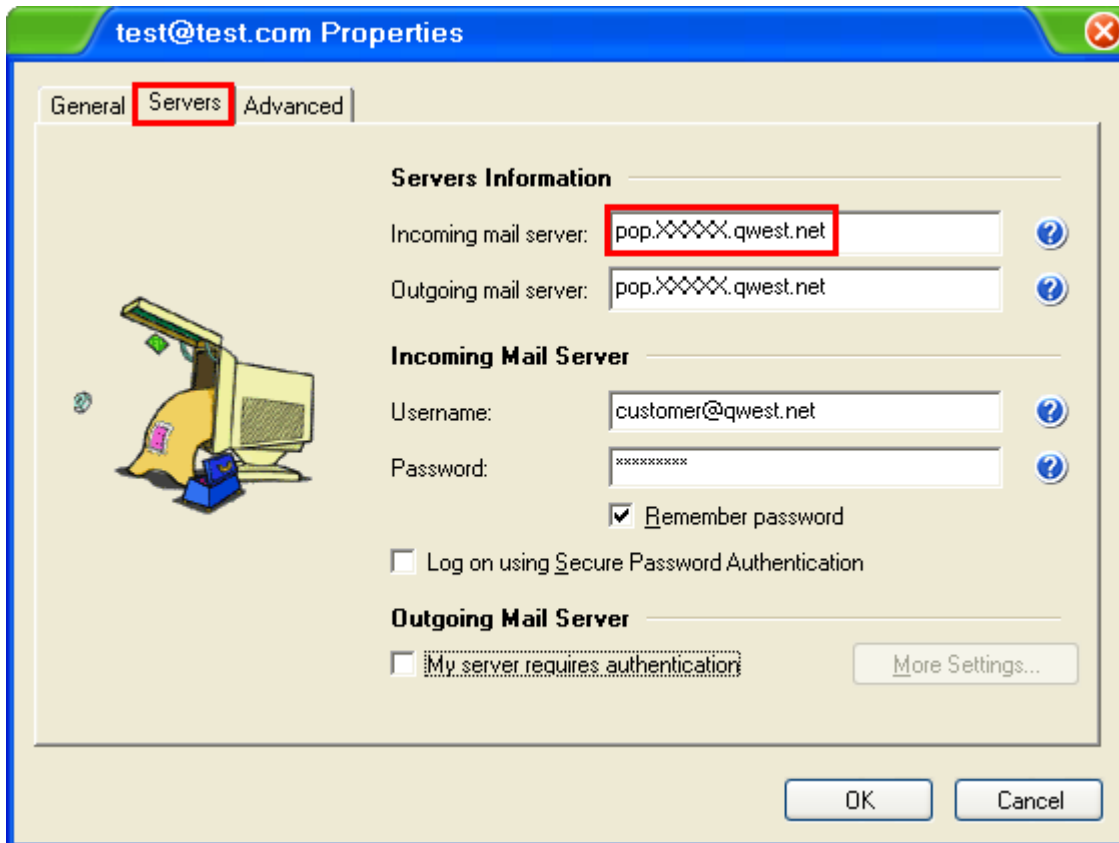 test@test.com Properties
General Servers Advanced
Servers Information
Incoming mail server: pop.XXXXX.qwest.net
Outgoing mail server: pop.XXXXX.qwest.net
Incoming Mail Server
Username: customer@qwest.net
Password: ×××××××××
Remember password
Log on using Secure Password Authentication
Outgoing Mail Server
My server requires authentication More Settings...
OK Cancel